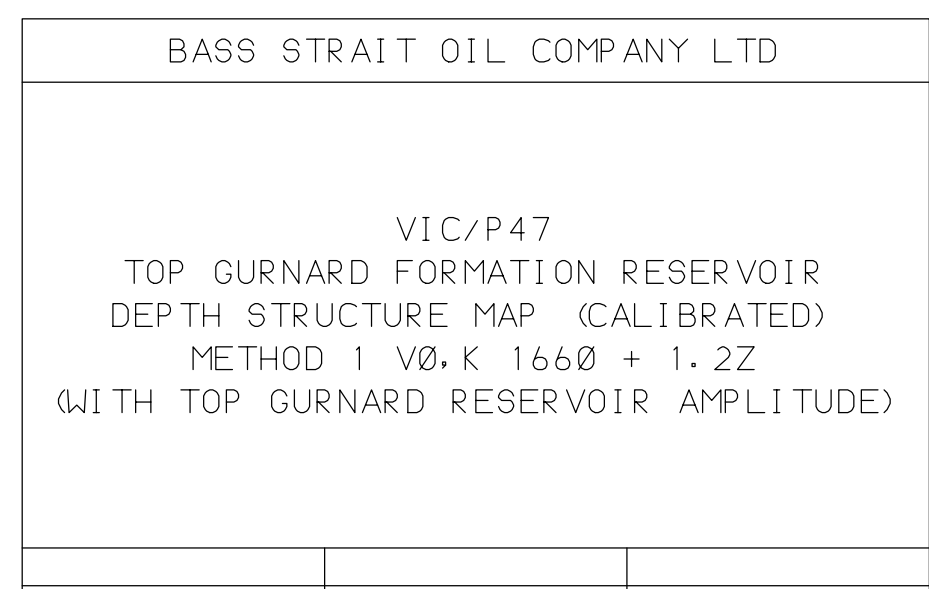 BASS STRAIT OIL COMPANY LTD
VIC/P47
TOP GURNARD FORMATION RESERVOIR
DEPTH STRUCTURE MAP (CALIBRATED)
METHOD 1 VØ,K 166Ø + 1.2Z
(WITH TOP GURNARD RESERVOIR AMPLITUDE)